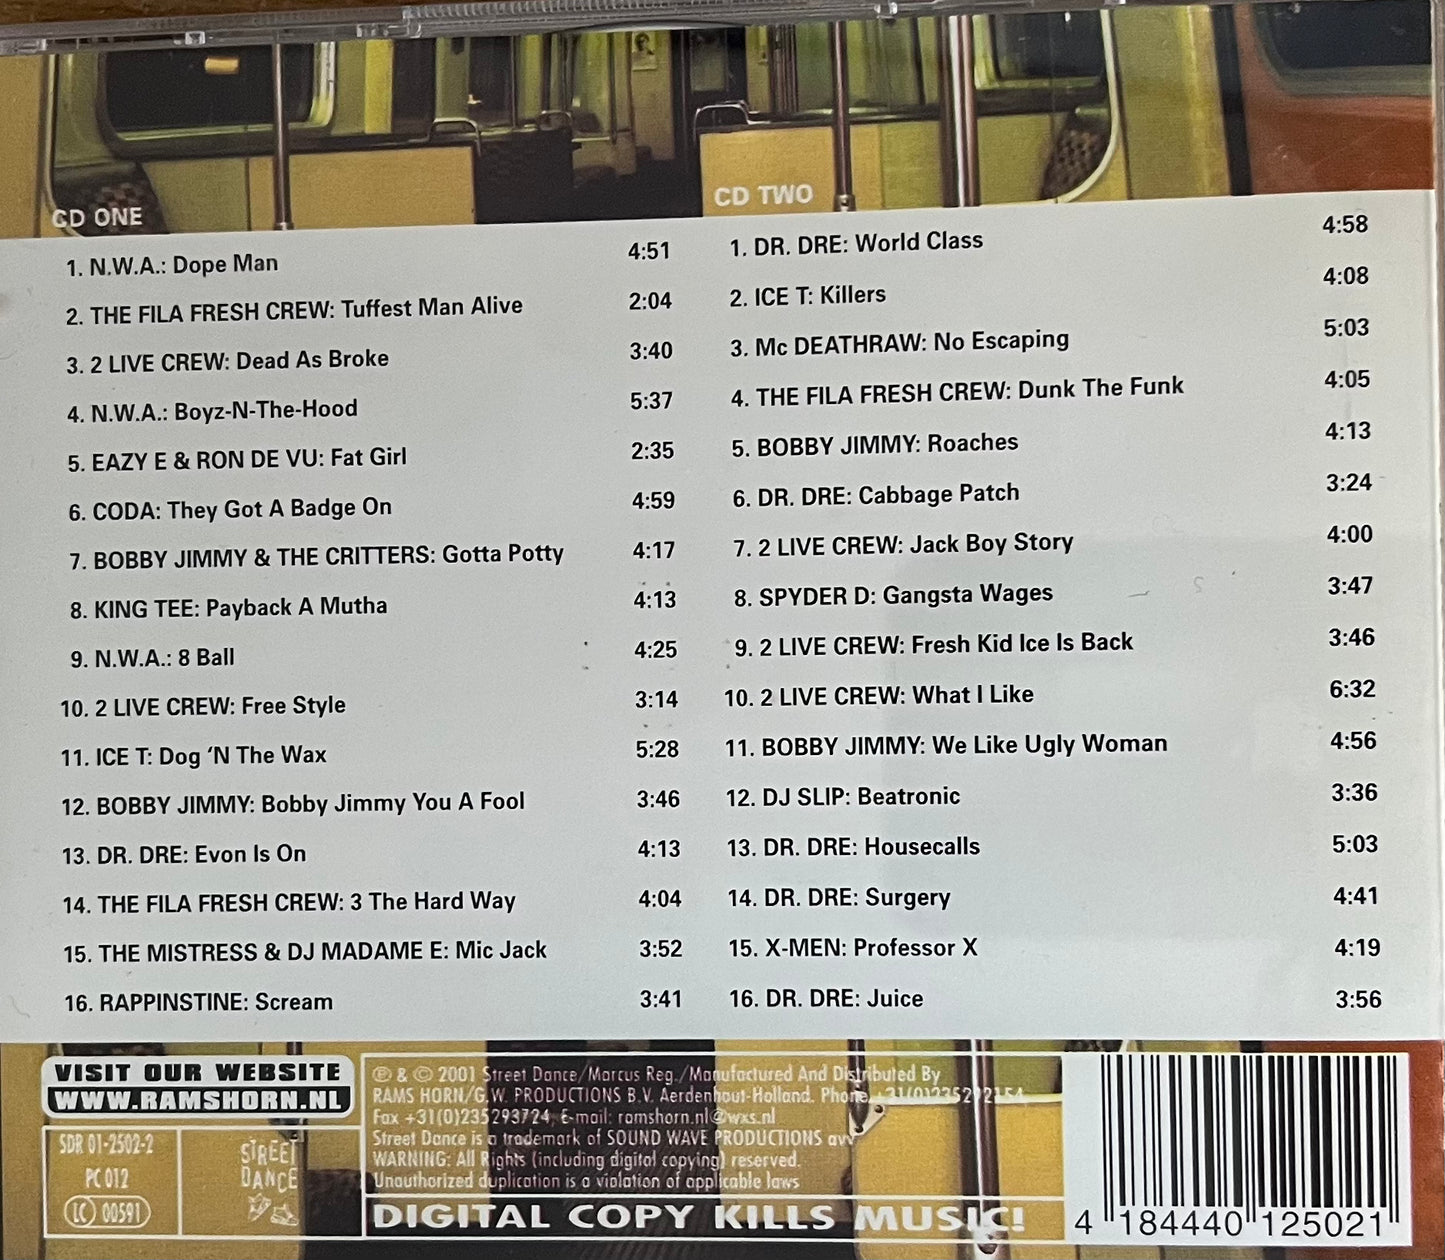 CD ONE
1. N.W.A.: Dope Man 4:51
2. THE FILA FRESH CREW: Tuffest Man Alive 2:04
3. 2 LIVE CREW: Dead As Broke 3:40
4. N.W.A.: Boyz-N-The-Hood 5:37
5. EAZY E & RON DE VU: Fat Girl 2:35
6. CODA: They Got A Badge On 4:59
7. BOBBY JIMMY & THE CRITTERS: Gotta Potty 4:17
8. KING TEE: Payback A Mutha 4:13
9. N.W.A.: 8 Ball 4:25
10. 2 LIVE CREW: Free Style 3:14
11. ICE T: Dog ‘N The Wax 5:28
12. BOBBY JIMMY: Bobby Jimmy You A Fool 3:46
13. DR. DRE: Evon Is On 4:13
14. THE FILA FRESH CREW: 3 The Hard Way 4:04
15. THE MISTRESS & DJ MADAME E: Mic Jack 3:52
16. RAPPINSTINE: Scream 3:41
CD TWO
1. DR. DRE: World Class 4:58
2. ICE T: Killers 4:08
3. Mc DEATHRAW: No Escaping 5:03
4. THE FILA FRESH CREW: Dunk The Funk 4:05
5. BOBBY JIMMY: Roaches 4:13
6. DR. DRE: Cabbage Patch 3:24
7. 2 LIVE CREW: Jack Boy Story 4:00
8. SPYDER D: Gangsta Wages 3:47
9. 2 LIVE CREW: Fresh Kid Ice Is Back 3:46
10. 2 LIVE CREW: What I Like 6:32
11. BOBBY JIMMY: We Like Ugly Woman 4:56
12. DJ SLIP: Beatronic 3:36
13. DR. DRE: Housecalls 5:03
14. DR. DRE: Surgery 4:41
15. X-MEN: Professor X 4:19
16. DR. DRE: Juice 3:56
VISIT OUR WEBSITE
WWW.RAMSHORN.NL
SDR 01-2502-2
PC 012
LC 00591
STREET
DANCE
℗ & © 2001 Street Dance/Marcus Reg./Manufactured And Distributed By
RAMS HORN/G.W. PRODUCTIONS B.V. Aerdenhout-Holland. Phone
Fax +31(0)235293724, E-mail: ramshorn.nl@wxs.nl
Street Dance is a trademark of SOUND WAVE PRODUCTIONS avv
WARNING: All Rights (including digital copying) reserved.
Unauthorized duplication is a violation of applicable laws
DIGITAL COPY KILLS MUSIC!
4 184440 125021